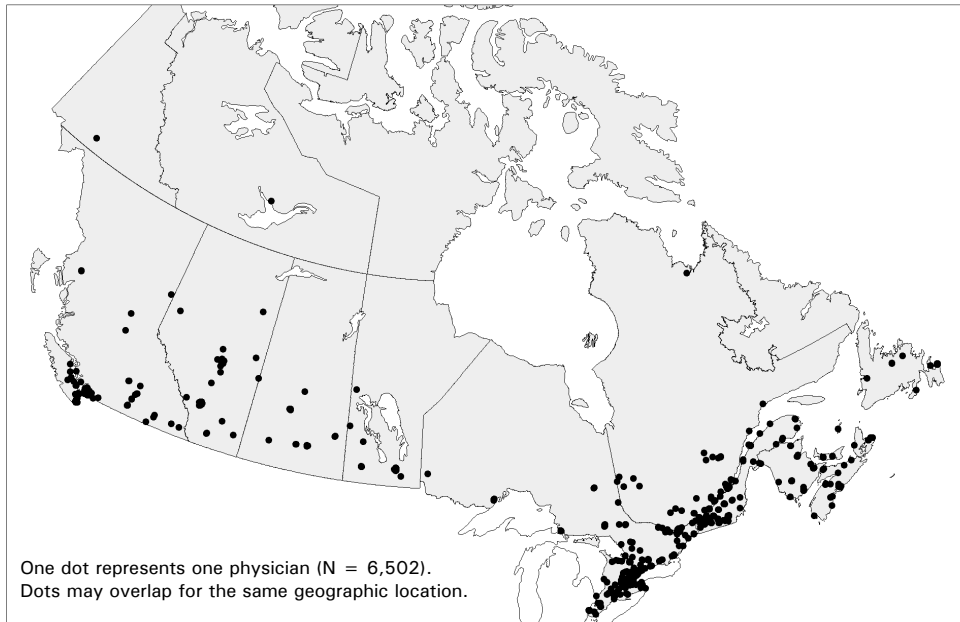 One dot represents one physician (N = 6,502).
Dots may overlap for the same geographic location.